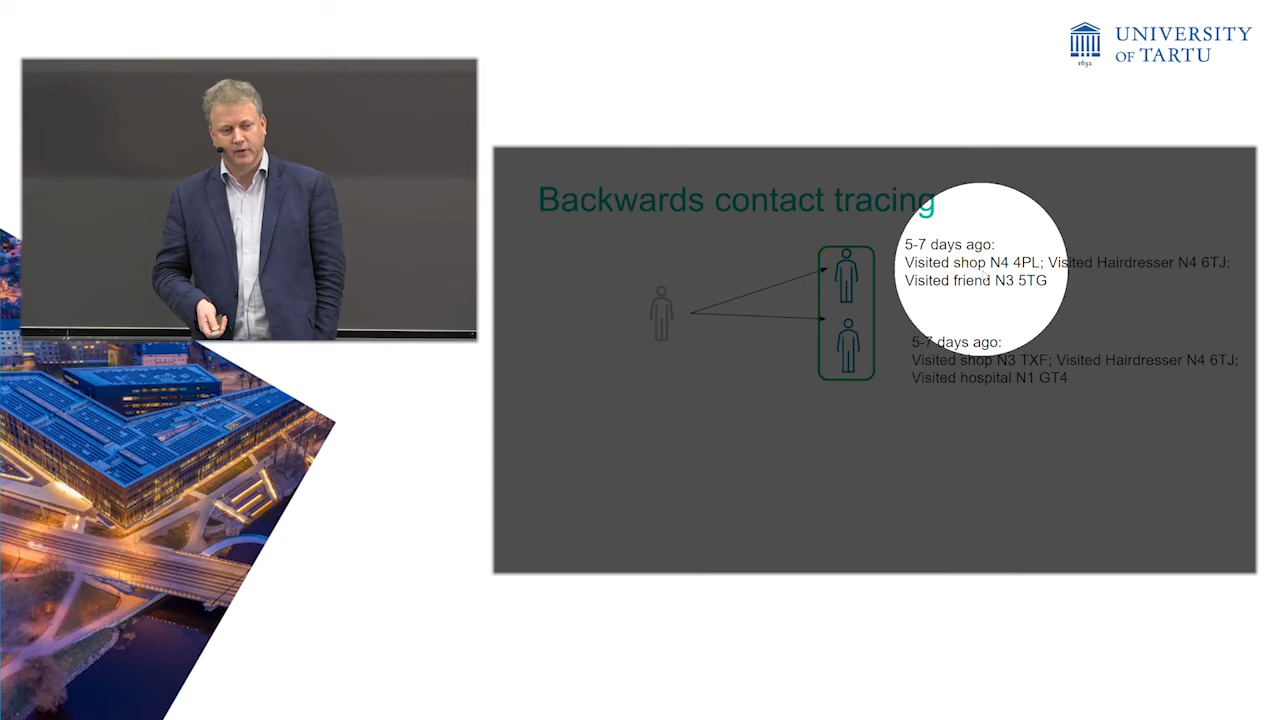 UNIVERSITY
OF TARTU
1632
Backwards contact tracing
5-7 days ago:
Visited shop N4 4PL; Visited Hairdresser N4 6TJ;
Visited friend N3 5TG
5-7 days ago:
Visited shop N3 TXF; Visited Hairdresser N4 6TJ;
Visited hospital N1 GT4